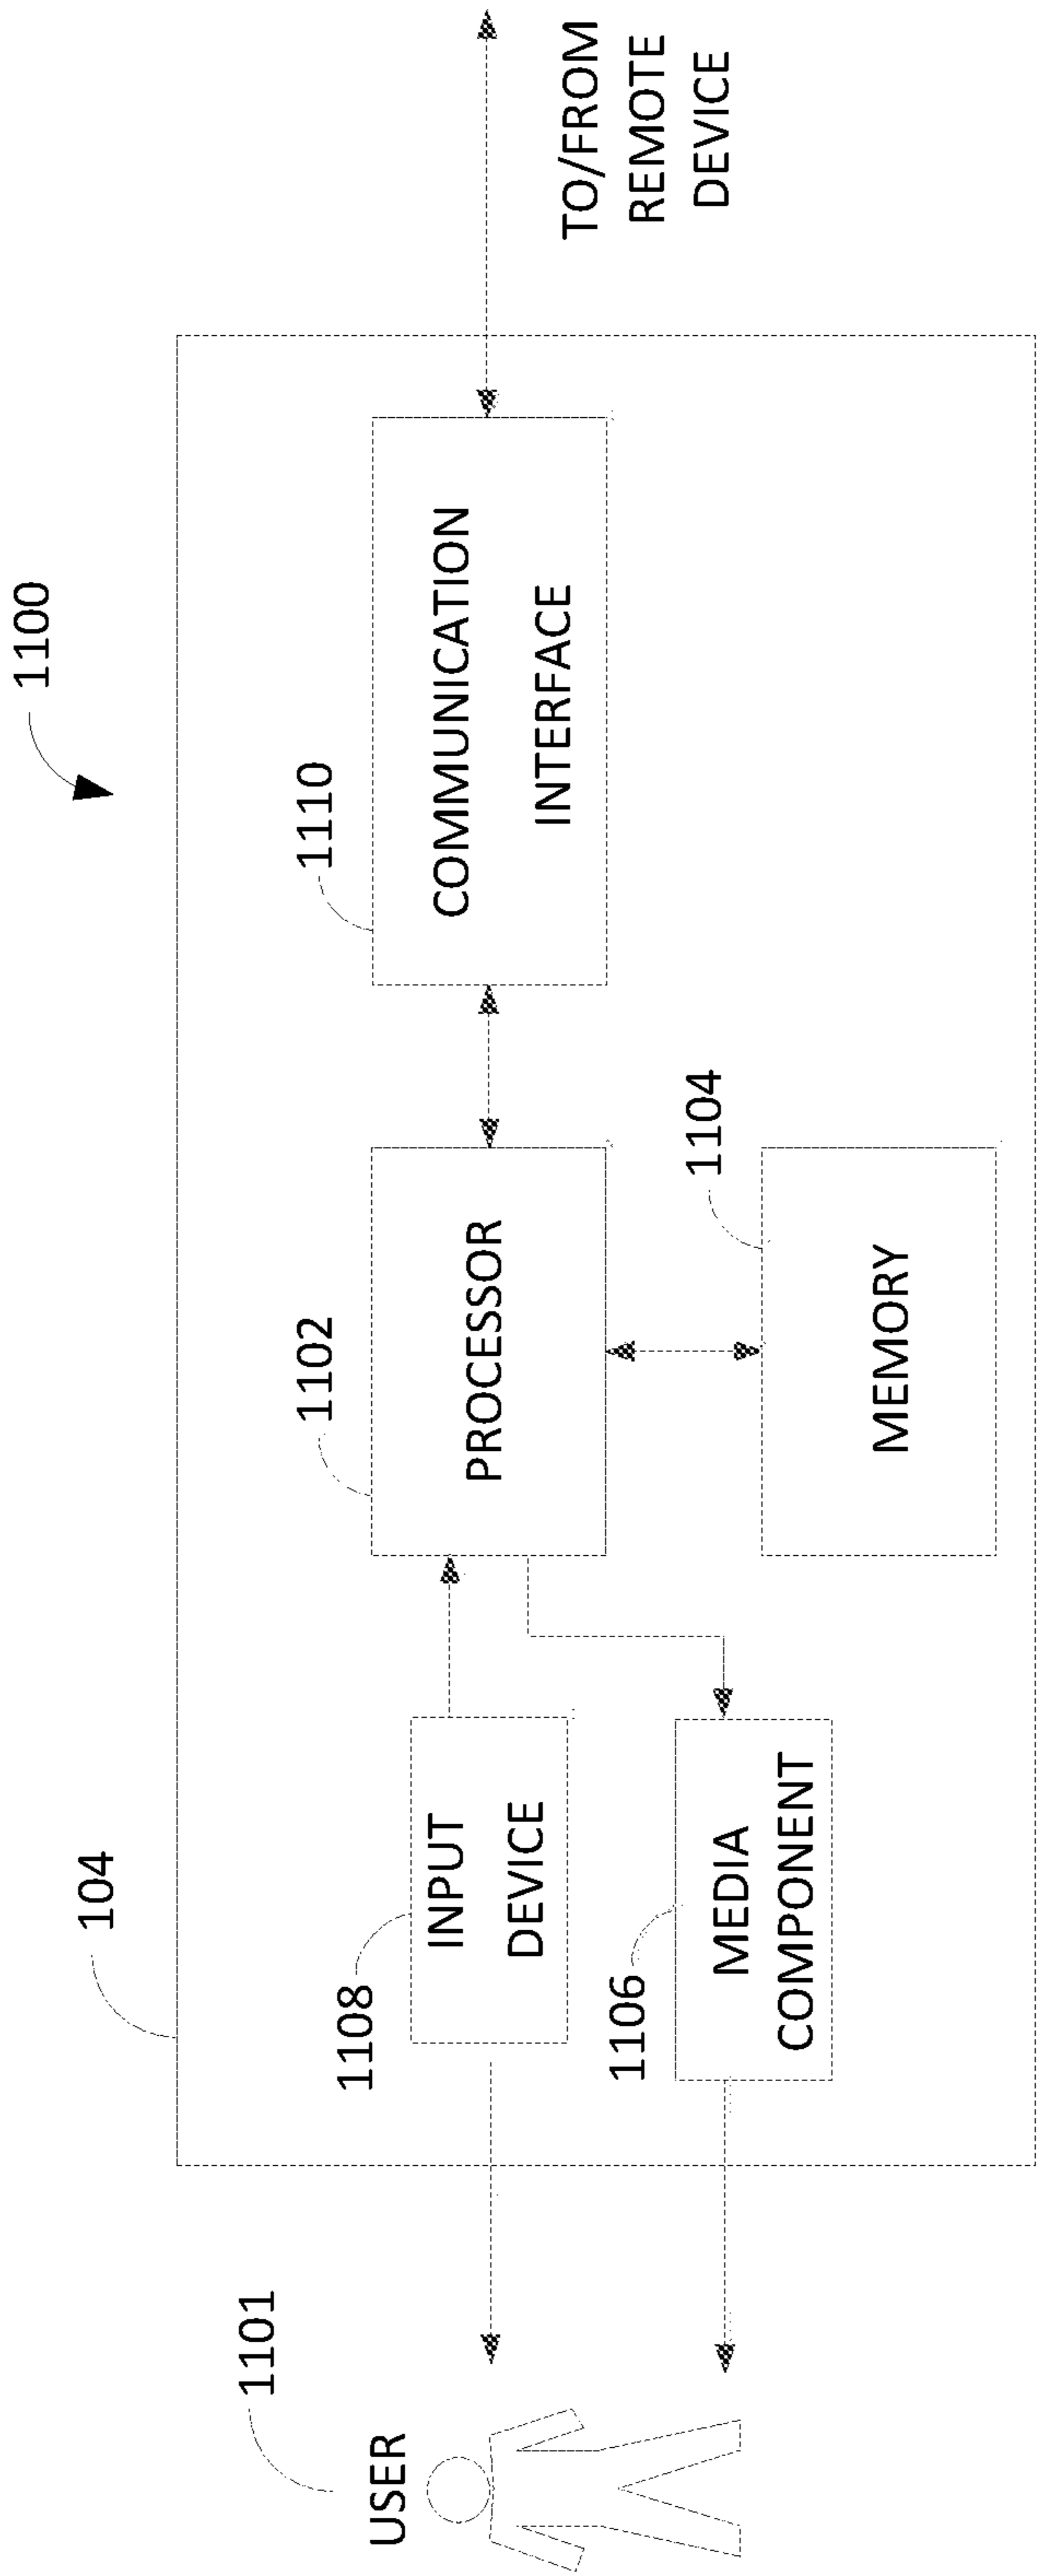 1100
104
1101
USER
1108
INPUT
DEVICE
1102
PROCESSOR
1110
COMMUNICATION
INTERFACE
TO/FROM
REMOTE
DEVICE
1106
MEDIA
COMPONENT
1104
MEMORY